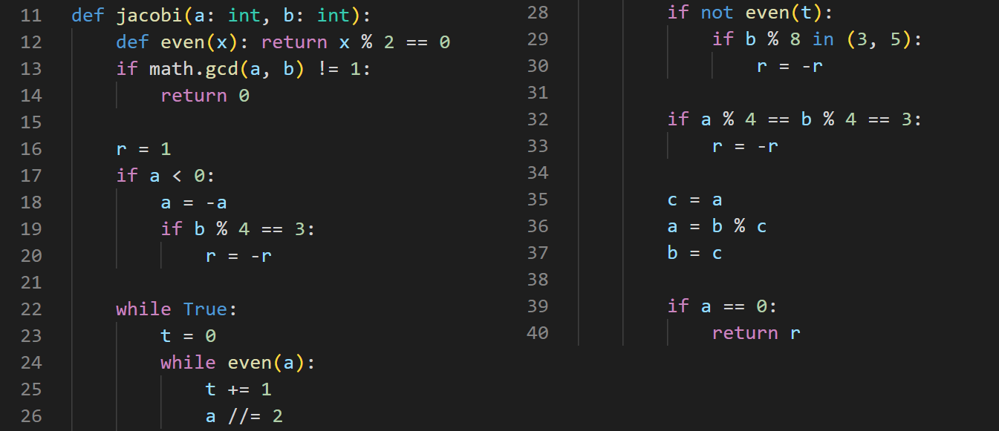 11 def jacobi(a: int, b: int):
12     def even(x): return x % 2 == 0
13     if math.gcd(a, b) != 1:
14         return 0
15
16     r = 1
17     if a < 0:
18         a = -a
19         if b % 4 == 3:
20             r = -r
21
22     while True:
23         t = 0
24         while even(a):
25             t += 1
26             a //= 2
28         if not even(t):
29             if b % 8 in (3, 5):
30                 r = -r
31
32         if a % 4 == b % 4 == 3:
33             r = -r
34
35         c = a
36         a = b % c
37         b = c
38
39         if a == 0:
40             return r